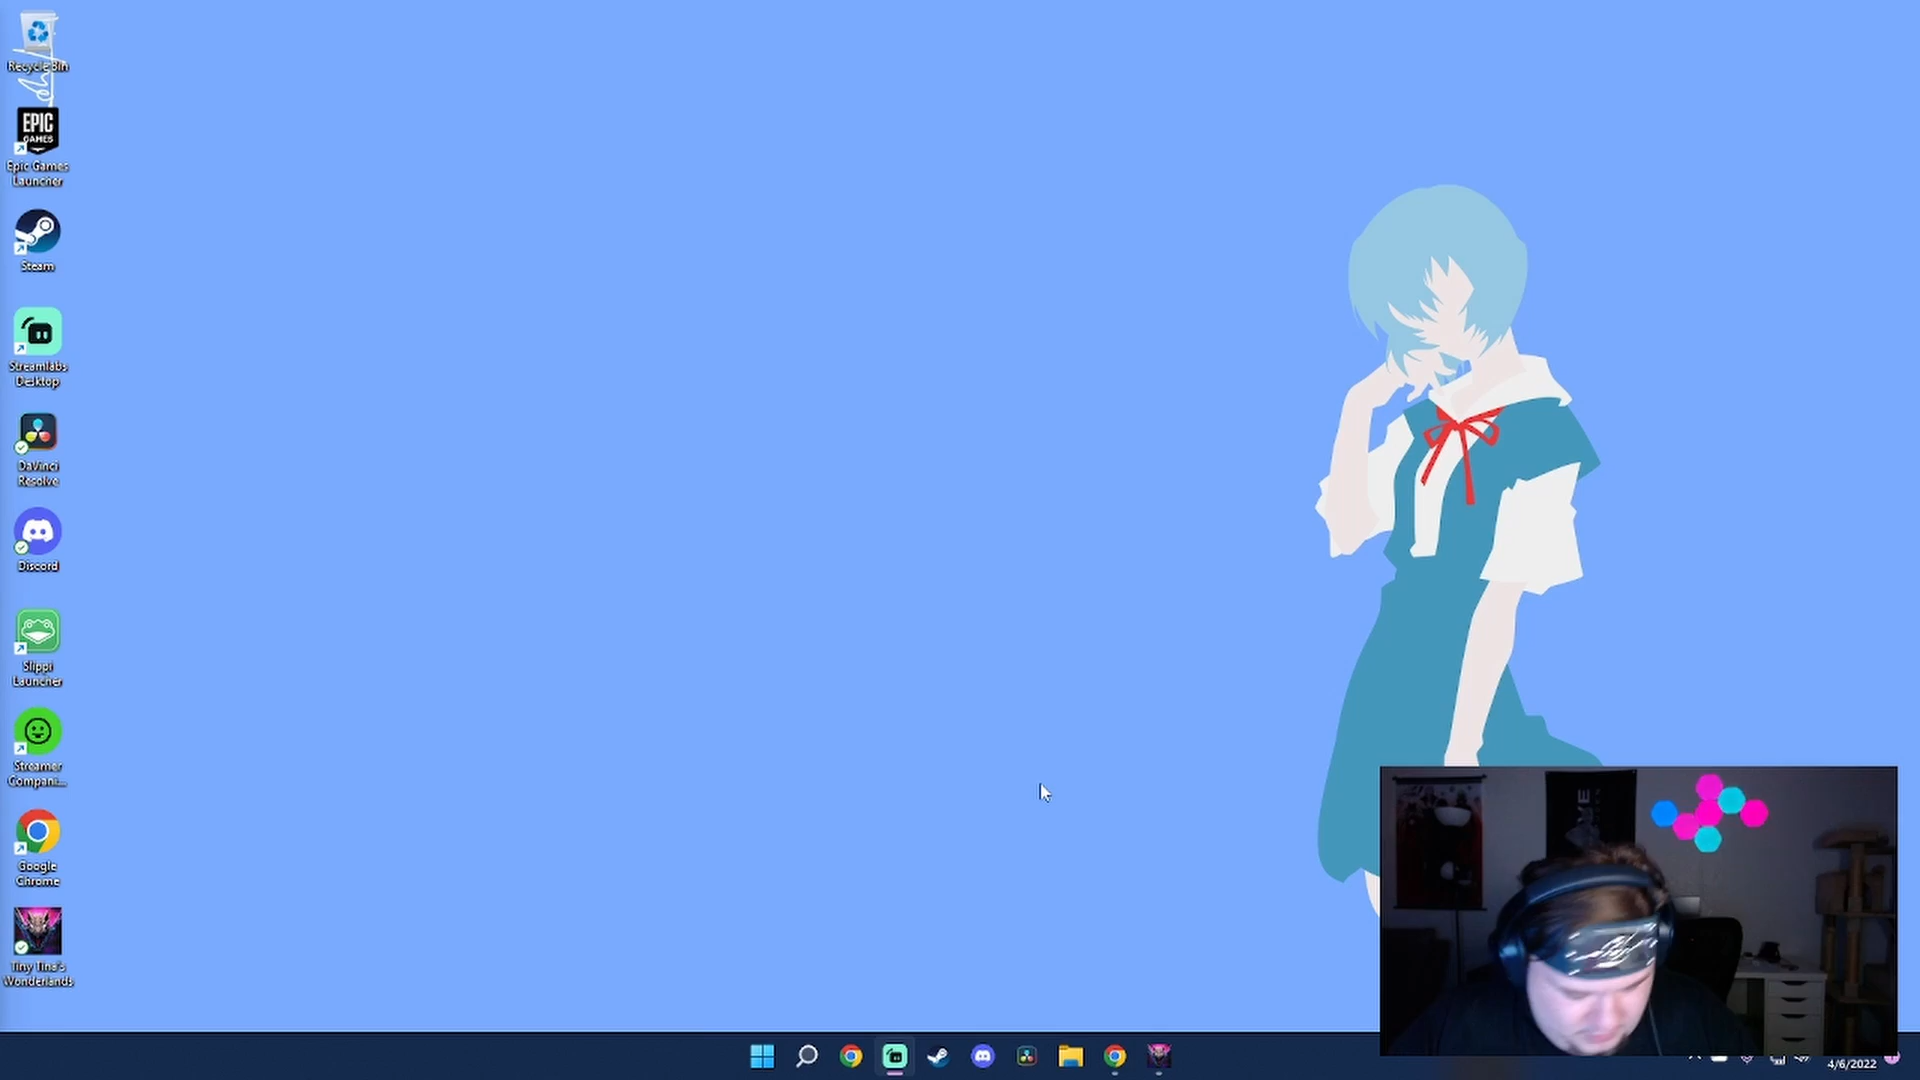 Recycle Bin
EPIC
GAMES
Epic Games
Launcher
Steam
Streamlabs
Desktop
DaVinci
Resolve
Discord
Slippi
Launcher
Streamer
Compani...
Google
Chrome
Tiny Tina's
Wonderlands
4/6/2022